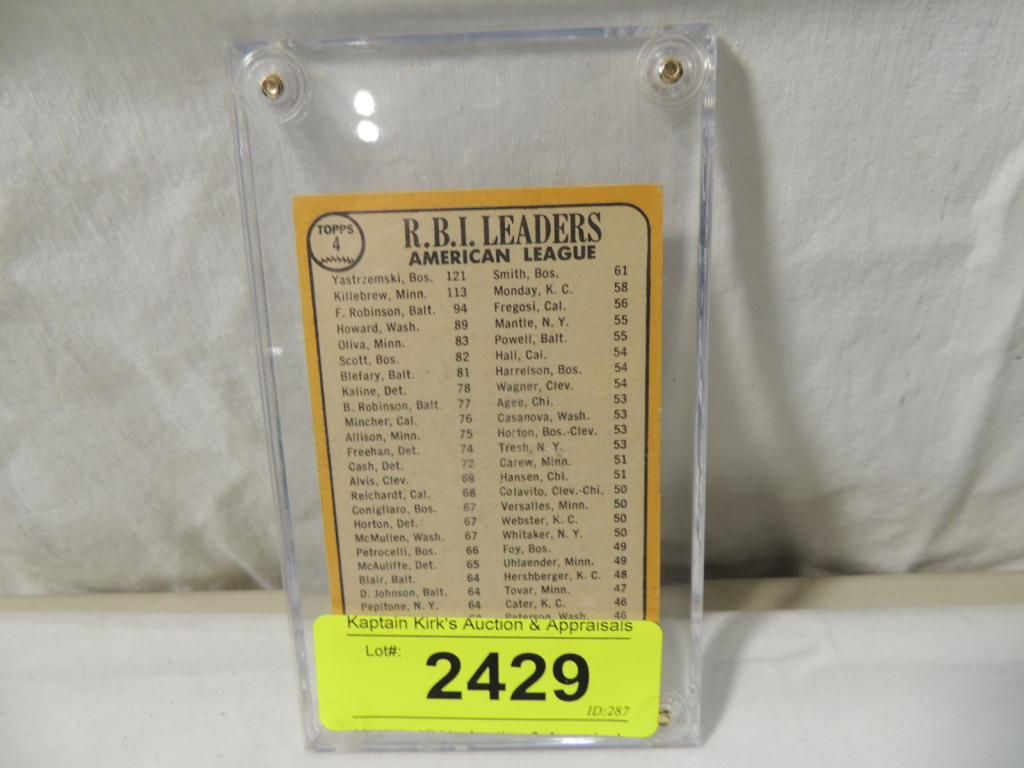 TOPPS
4
R.B.I. LEADERS
AMERICAN LEAGUE
Yastrzemski, Bos. 121
Killebrew, Minn. 113
F. Robinson, Balt. 94
Howard, Wash. 89
Oliva, Minn. 83
Scott, Bos. 82
Blefary, Balt. 81
Kaline, Det. 78
B. Robinson, Balt. 77
Mincher, Cal. 76
Allison, Minn. 75
Freehan, Det. 74
Cash, Det. 72
Alvis, Clev. 69
Reichardt, Cal. 68
Conigliaro, Bos. 67
Horton, Det. 67
McMullen, Wash. 67
Petrocelli, Bos. 66
McAuliffe, Det. 65
Blair, Balt. 64
D. Johnson, Balt. 64
Pepitone, N. Y. 64
Smith, Bos. 61
Monday, K. C. 58
Fregosi, Cal. 56
Mantle, N. Y. 55
Powell, Balt. 55
Hall, Cal. 54
Harrelson, Bos. 54
Wagner, Clev. 54
Agee, Chi. 53
Casanova, Wash. 53
Horton, Bos.-Clev. 53
Tresh, N. Y. 53
Carew, Minn. 51
Hansen, Chi. 51
Colavito, Clev.-Chi. 50
Versalles, Minn. 50
Webster, K. C. 50
Whitaker, N. Y. 50
Foy, Bos. 49
Uhlaender, Minn. 49
Hershberger, K. C. 48
Tovar, Minn. 47
Cater, K. C. 46
Peterson, Wash. 46
Kaptain Kirk's Auction & Appraisals
Lot#:
2429
ID:287